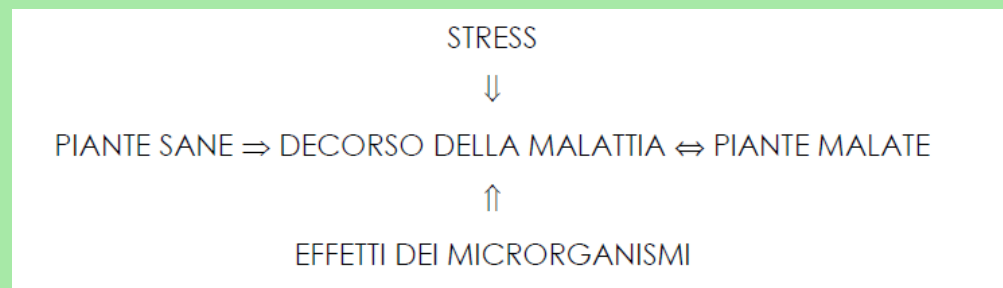 STRESS
⇓
PIANTE SANE ⇒ DECORSO DELLA MALATTIA ⇔ PIANTE MALATE
⇑
EFFETTI DEI MICRORGANISMI